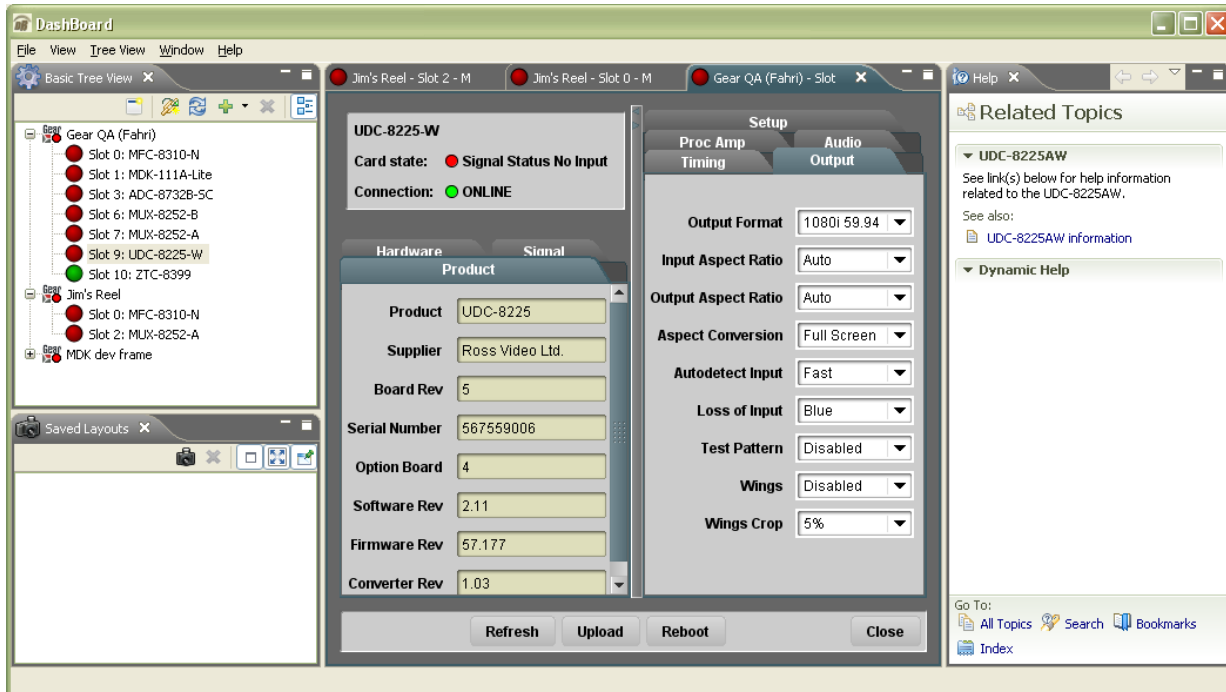 DashBoard
File View Tree View Window Help
Basic Tree View
Gear QA (Fahri)
Slot 0: MFC-8310-N
Slot 1: MDK-111A-Lite
Slot 3: ADC-8732B-SC
Slot 6: MUX-8252-B
Slot 7: MUX-8252-A
Slot 9: UDC-8225-W
Slot 10: ZTC-8399
Jim's Reel
Slot 0: MFC-8310-N
Slot 2: MUX-8252-A
MDK dev frame
Saved Layouts
Jim's Reel - Slot 2 - M
Jim's Reel - Slot 0 - M
Gear QA (Fahri) - Slot
UDC-8225-W
Card state: Signal Status No Input
Connection: ONLINE
Hardware Signal
Product
Product UDC-8225
Supplier Ross Video Ltd.
Board Rev 5
Serial Number 567559006
Option Board 4
Software Rev 2.11
Firmware Rev 57.177
Converter Rev 1.03
Setup
Proc Amp Audio
Timing Output
Output Format 1080i 59.94
Input Aspect Ratio Auto
Output Aspect Ratio Auto
Aspect Conversion Full Screen
Autodetect Input Fast
Loss of Input Blue
Test Pattern Disabled
Wings Disabled
Wings Crop 5%
Refresh Upload Reboot Close
Help
Related Topics
UDC-8225AW
See link(s) below for help information
related to the UDC-8225AW.
See also:
UDC-8225AW information
Dynamic Help
Go To:
All Topics Search Bookmarks
Index